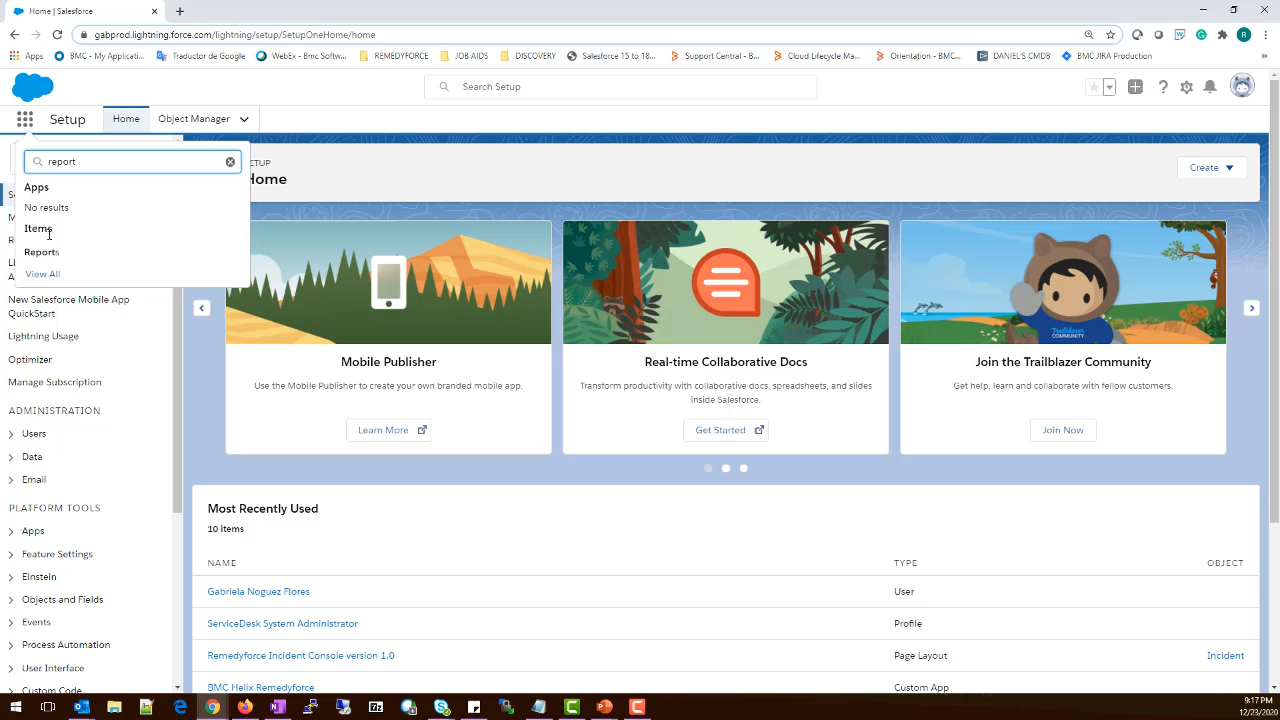 Home | Salesforce
gabprod.lightning.force.com/lightning/setup/SetupOneHome/home
R
Apps
BMC - My Applicati...
Traductor de Google
WebEx - Bmc Softw...
REMEDYFORCE
JOB AIDS
DISCOVERY
Salesforce 15 to 18...
Support Central - B...
Cloud Lifecycle Ma...
Orientation - BMC...
DANIEL'S CMDB
BMC JIRA Production
»
Search Setup
Setup
Home
Object Manager
report
Apps
No results
Items
Reports
View All
SETUP
Home
Create
New Salesforce Mobile App
QuickStart
Lightning Usage
Optimizer
Manage Subscription
ADMINISTRATION
Users
Data
Email
PLATFORM TOOLS
Apps
Feature Settings
Einstein
Objects and Fields
Events
Process Automation
User Interface
Custom Code
Mobile Publisher
Use the Mobile Publisher to create your own branded mobile app.
Learn More
Real-time Collaborative Docs
Transform productivity with collaborative docs, spreadsheets, and slides
inside Salesforce.
Get Started
TRAILBLAZER
COMMUNITY
Join the Trailblazer Community
Get help, learn and collaborate with fellow customers.
Join Now
Most Recently Used
10 items
NAME
TYPE
OBJECT
Gabriela Noguez Flores
User
ServiceDesk System Administrator
Profile
Remedyforce Incident Console version 1.0
Page Layout
Incident
BMC Helix Remedyforce
Custom App
9:17 PM
12/23/2020